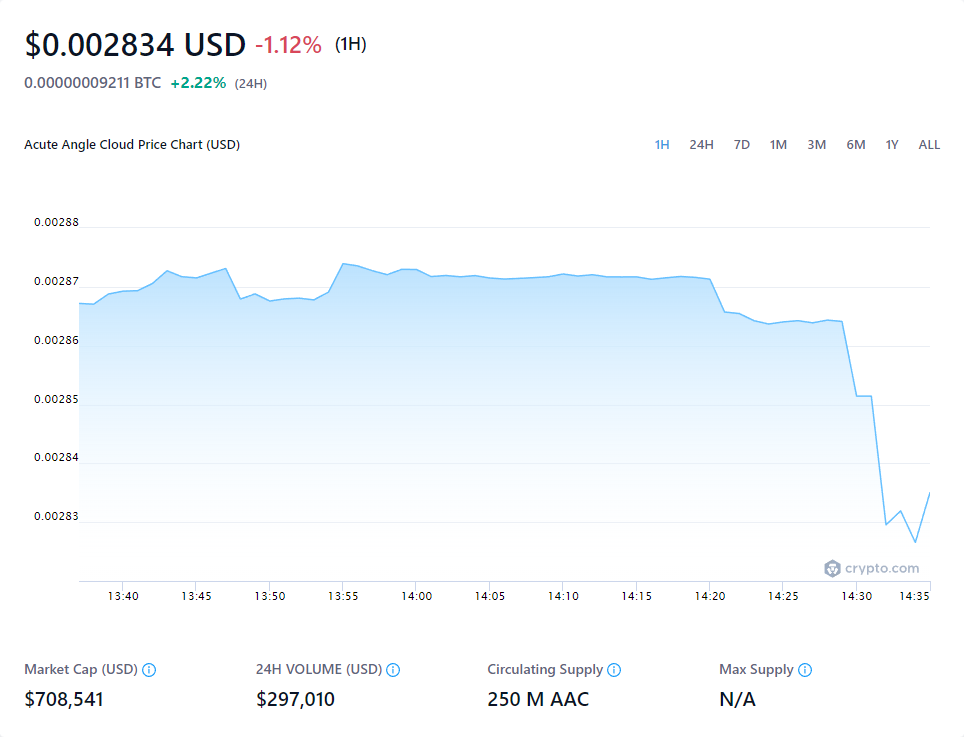 $0.002834 USD -1.12% (1H)
0.00000009211 BTC +2.22% (24H)
Acute Angle Cloud Price Chart (USD) 1H 24H 7D 1M 3M 6M 1Y ALL
0.00288
0.00287
0.00286
0.00285
0.00284
0.00283
crypto.com
13:40 13:45 13:50 13:55 14:00 14:05 14:10 14:15 14:20 14:25 14:30 14:35
Market Cap (USD) 24H VOLUME (USD) Circulating Supply Max Supply
$708,541 $297,010 250 M AAC N/A